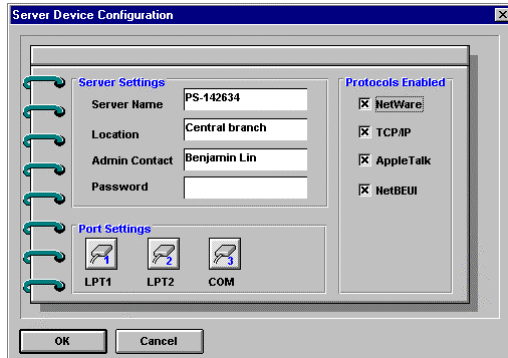 Server Device Configuration
Server Settings
Server Name PS-142634
Location Central branch
Admin Contact Benjamin Lin
Password
Protocols Enabled
NetWare
TCP/IP
AppleTalk
NetBEUI
Port Settings
1 2 3
LPT1 LPT2 COM
OK Cancel